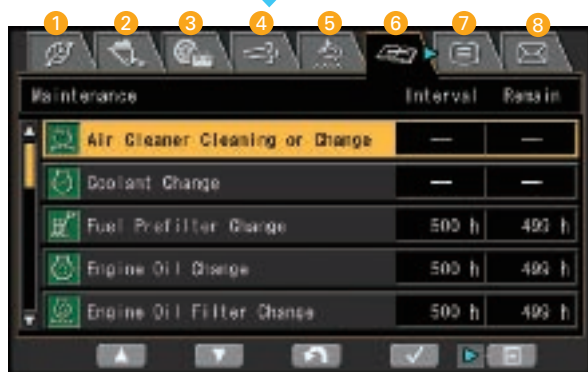 1 2 3 4 5 6 7 8
Maintenance Interval Remain
Air Cleaner Cleaning or Change — —
Coolant Change — —
Fuel Prefilter Change 500 h 499 h
Engine Oil Change 500 h 499 h
Engine Oil Filter Change 500 h 499 h